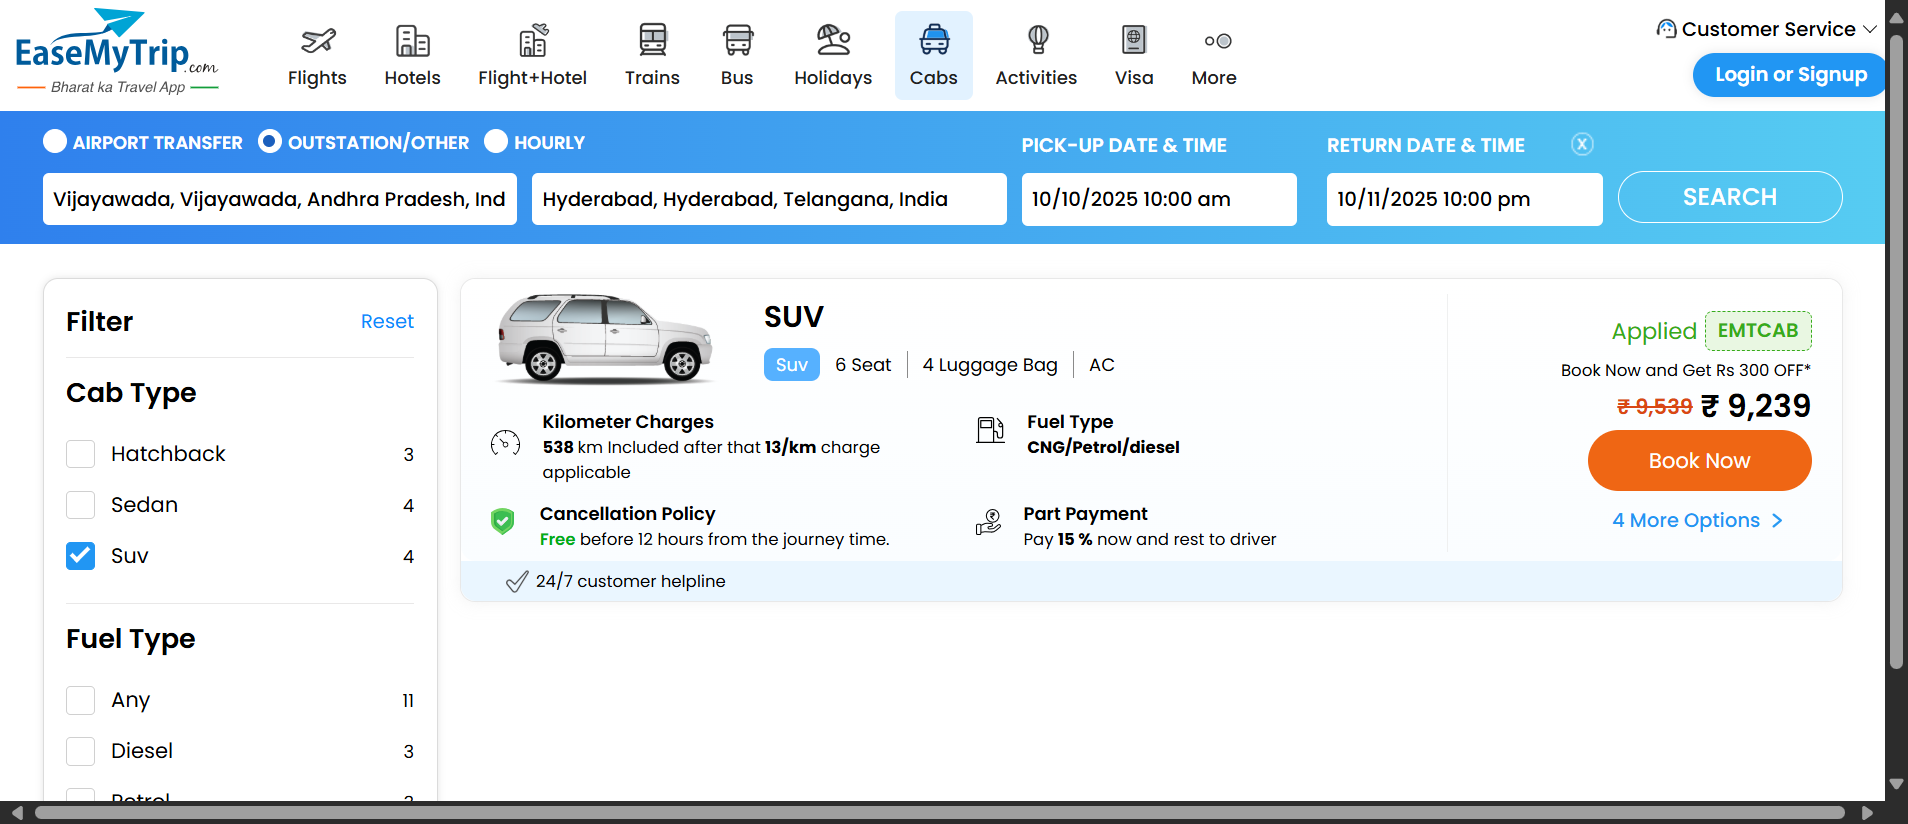 EaseMyTrip.com
Bharat ka Travel App
Flights
Hotels
Flight+Hotel
Trains
Bus
Holidays
Cabs
Activities
Visa
More
Customer Service
Login or Signup
AIRPORT TRANSFER
OUTSTATION/OTHER
HOURLY
PICK-UP DATE & TIME
RETURN DATE & TIME
X
Vijayawada, Vijayawada, Andhra Pradesh, Ind
Hyderabad, Hyderabad, Telangana, India
10/10/2025 10:00 am
10/11/2025 10:00 pm
SEARCH
Filter
Reset
Cab Type
Hatchback 3
Sedan 4
Suv 4
Fuel Type
Any 11
Diesel 3
Petrol
SUV
Suv
6 Seat
4 Luggage Bag
AC
Kilometer Charges
538 km Included after that 13/km charge
applicable
Fuel Type
CNG/Petrol/diesel
Cancellation Policy
Free before 12 hours from the journey time.
Part Payment
Pay 15 % now and rest to driver
24/7 customer helpline
Applied EMTCAB
Book Now and Get Rs 300 OFF*
₹ 9,539 ₹ 9,239
Book Now
4 More Options